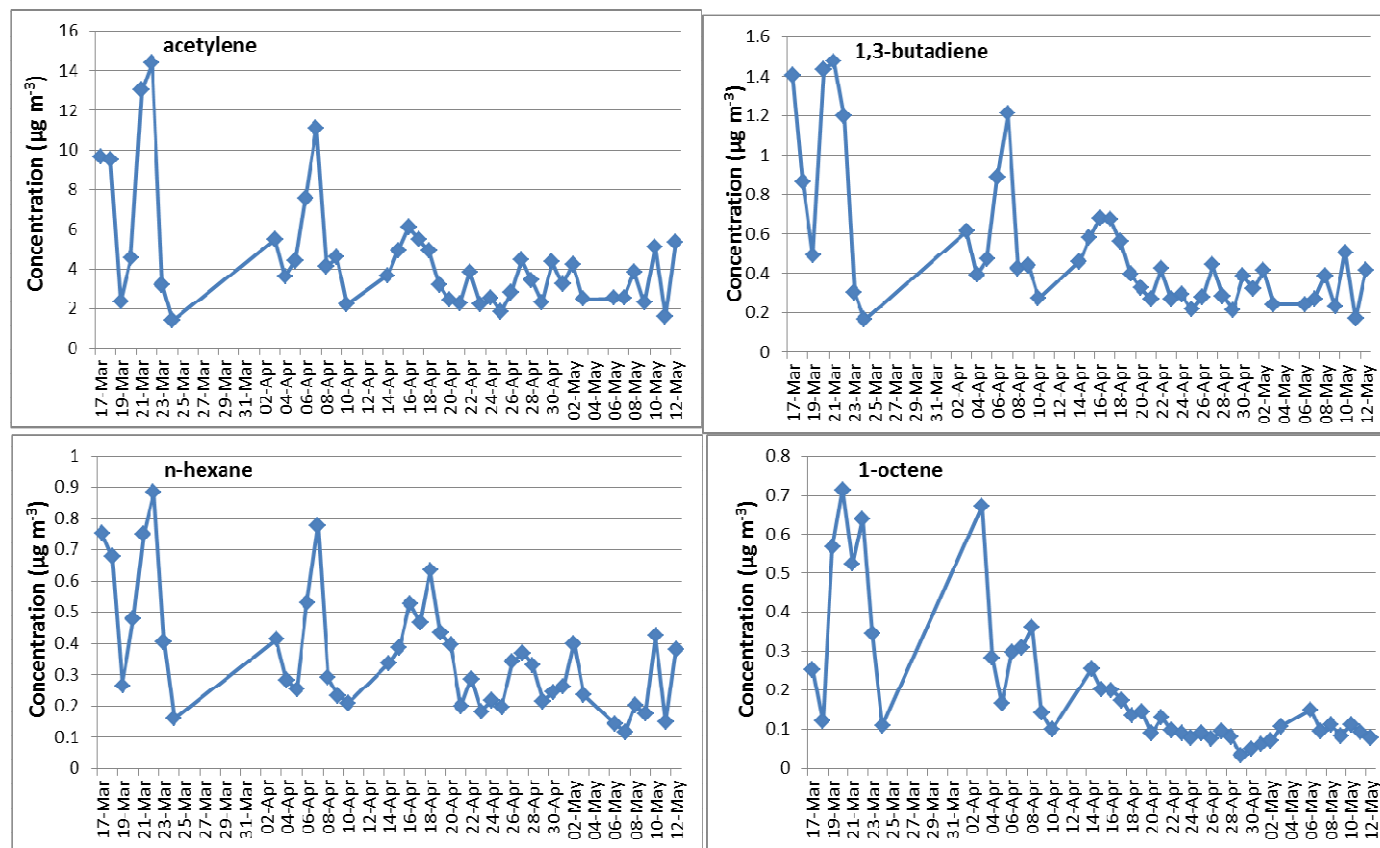 acetylene
Concentration (µg m⁻³)
16
14
12
10
8
6
4
2
0
17-Mar
19-Mar
21-Mar
23-Mar
25-Mar
27-Mar
29-Mar
31-Mar
02-Apr
04-Apr
06-Apr
08-Apr
10-Apr
12-Apr
14-Apr
16-Apr
18-Apr
20-Apr
22-Apr
24-Apr
26-Apr
28-Apr
30-Apr
02-May
04-May
06-May
08-May
10-May
12-May
1,3-butadiene
Concentration (µg m⁻³)
1.6
1.4
1.2
1
0.8
0.6
0.4
0.2
0
17-Mar
19-Mar
21-Mar
23-Mar
25-Mar
27-Mar
29-Mar
31-Mar
02-Apr
04-Apr
06-Apr
08-Apr
10-Apr
12-Apr
14-Apr
16-Apr
18-Apr
20-Apr
22-Apr
24-Apr
26-Apr
28-Apr
30-Apr
02-May
04-May
06-May
08-May
10-May
12-May
n-hexane
Concentration (µg m⁻³)
1
0.9
0.8
0.7
0.6
0.5
0.4
0.3
0.2
0.1
0
17-Mar
19-Mar
21-Mar
23-Mar
25-Mar
27-Mar
29-Mar
31-Mar
02-Apr
04-Apr
06-Apr
08-Apr
10-Apr
12-Apr
14-Apr
16-Apr
18-Apr
20-Apr
22-Apr
24-Apr
26-Apr
28-Apr
30-Apr
02-May
04-May
06-May
08-May
10-May
12-May
1-octene
Concentration (µg m⁻³)
0.8
0.7
0.6
0.5
0.4
0.3
0.2
0.1
0
17-Mar
19-Mar
21-Mar
23-Mar
25-Mar
27-Mar
29-Mar
31-Mar
02-Apr
04-Apr
06-Apr
08-Apr
10-Apr
12-Apr
14-Apr
16-Apr
18-Apr
20-Apr
22-Apr
24-Apr
26-Apr
28-Apr
30-Apr
02-May
04-May
06-May
08-May
10-May
12-May